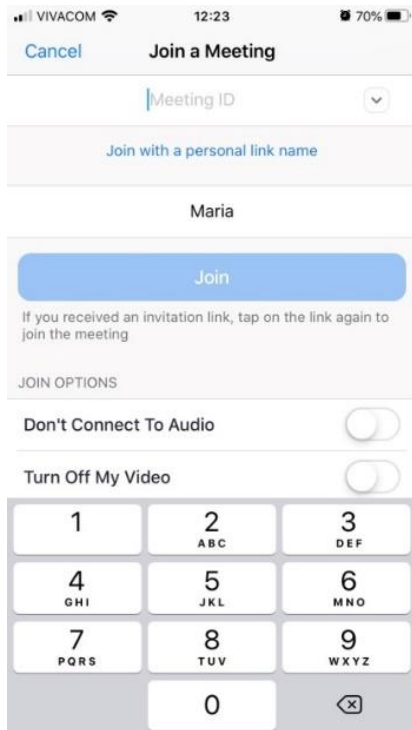 VIVACOM 12:23 70%
Cancel Join a Meeting
Meeting ID
Join with a personal link name
Maria
Join
If you received an invitation link, tap on the link again to
join the meeting
JOIN OPTIONS
Don't Connect To Audio
Turn Off My Video
1 2 3
ABC DEF
4 5 6
GHI JKL MNO
7 8 9
PQRS TUV WXYZ
0